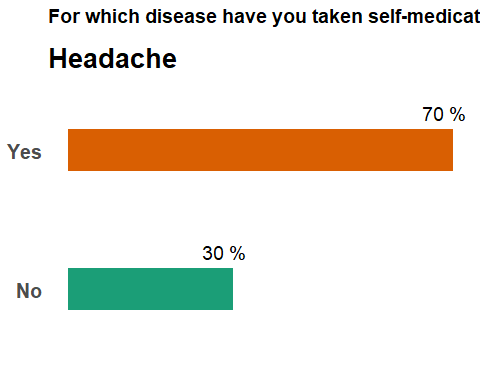 For which disease have you taken self-medicat
Headache
70 %
Yes
30 %
No